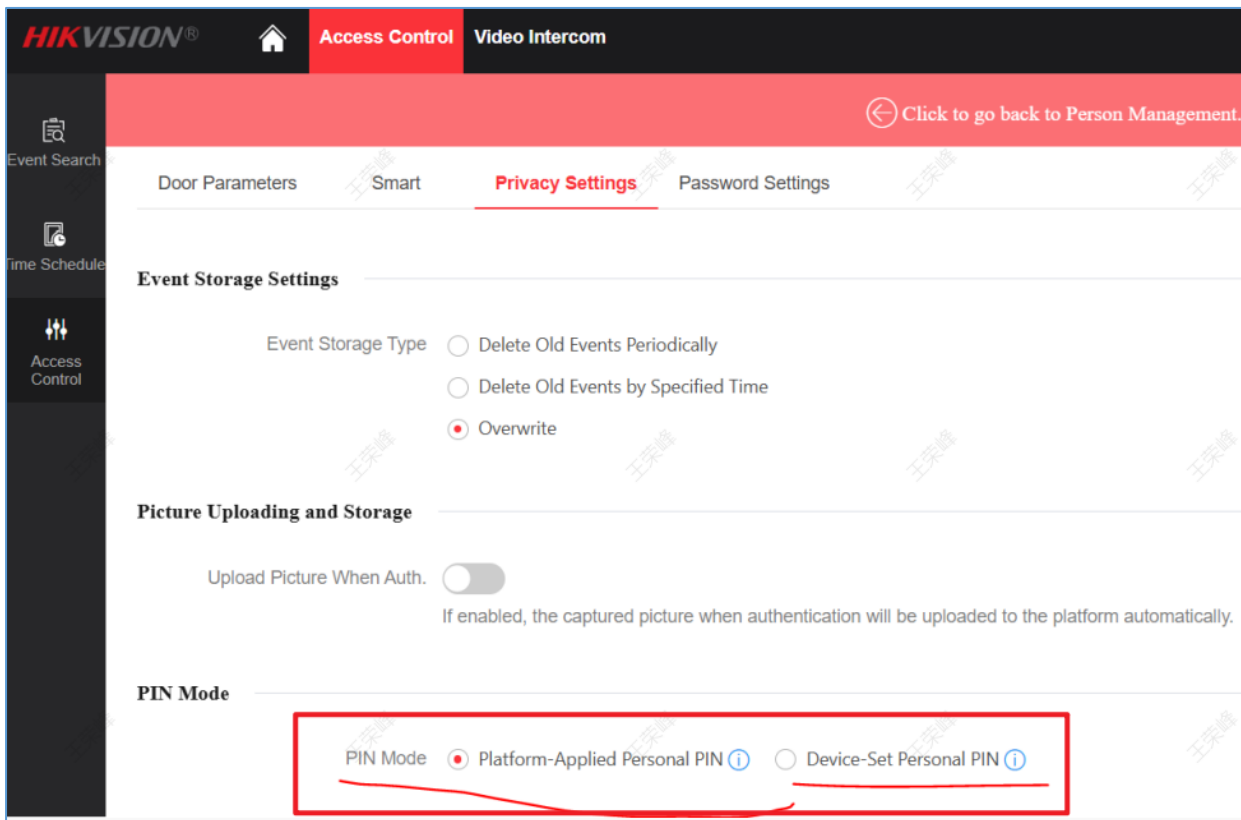 HIKVISION® Access Control Video Intercom
Click to go back to Person Management.
Event Search
Door Parameters Smart Privacy Settings Password Settings
Time Schedule
Event Storage Settings
Event Storage Type Delete Old Events Periodically
Delete Old Events by Specified Time
Access
Control
Overwrite
Picture Uploading and Storage
Upload Picture When Auth.
If enabled, the captured picture when authentication will be uploaded to the platform automatically.
PIN Mode
PIN Mode Platform-Applied Personal PIN Device-Set Personal PIN
王荣峰